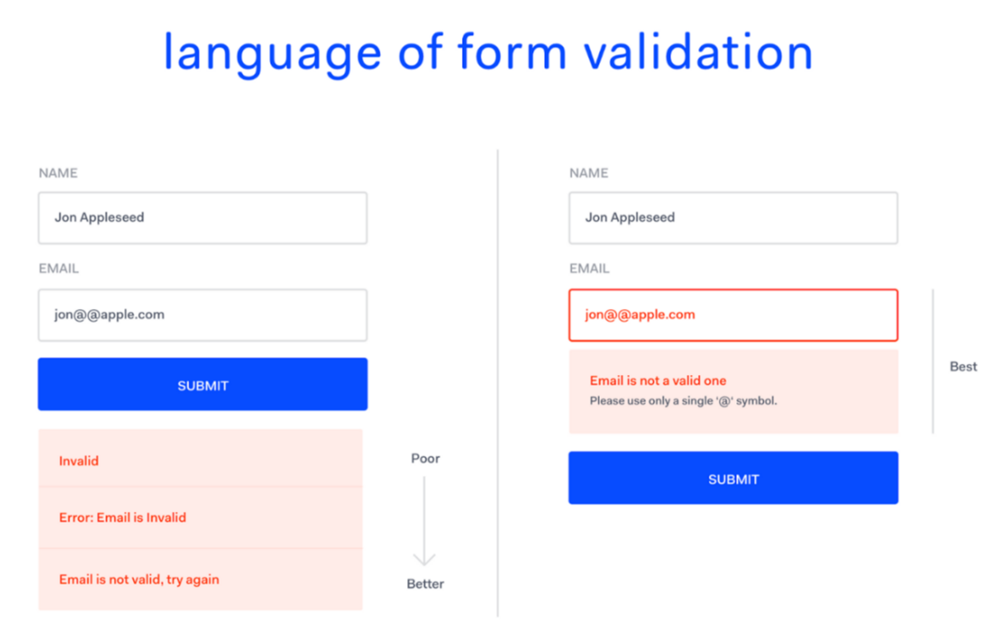 language of form validation
NAME
Jon Appleseed
EMAIL
jon@@apple.com
SUBMIT
Invalid
Error: Email is Invalid
Email is not valid, try again
Poor
Better
NAME
Jon Appleseed
EMAIL
jon@@apple.com
Email is not a valid one
Please use only a single '@' symbol.
SUBMIT
Best